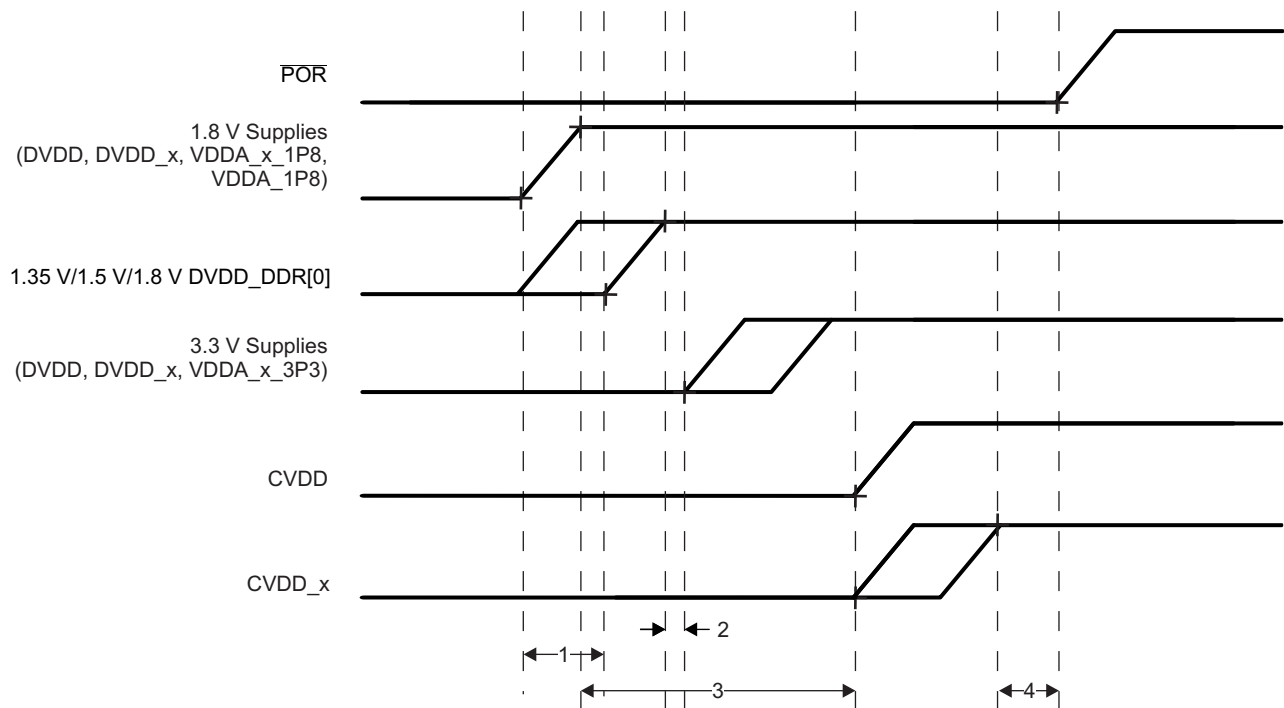 POR
1.8 V Supplies
(DVDD, DVDD_x, VDDA_x_1P8,
VDDA_1P8)
1.35 V/1.5 V/1.8 V DVDD_DDR[0]
3.3 V Supplies
(DVDD, DVDD_x, VDDA_x_3P3)
CVDD
CVDD_x
2
1
3
4